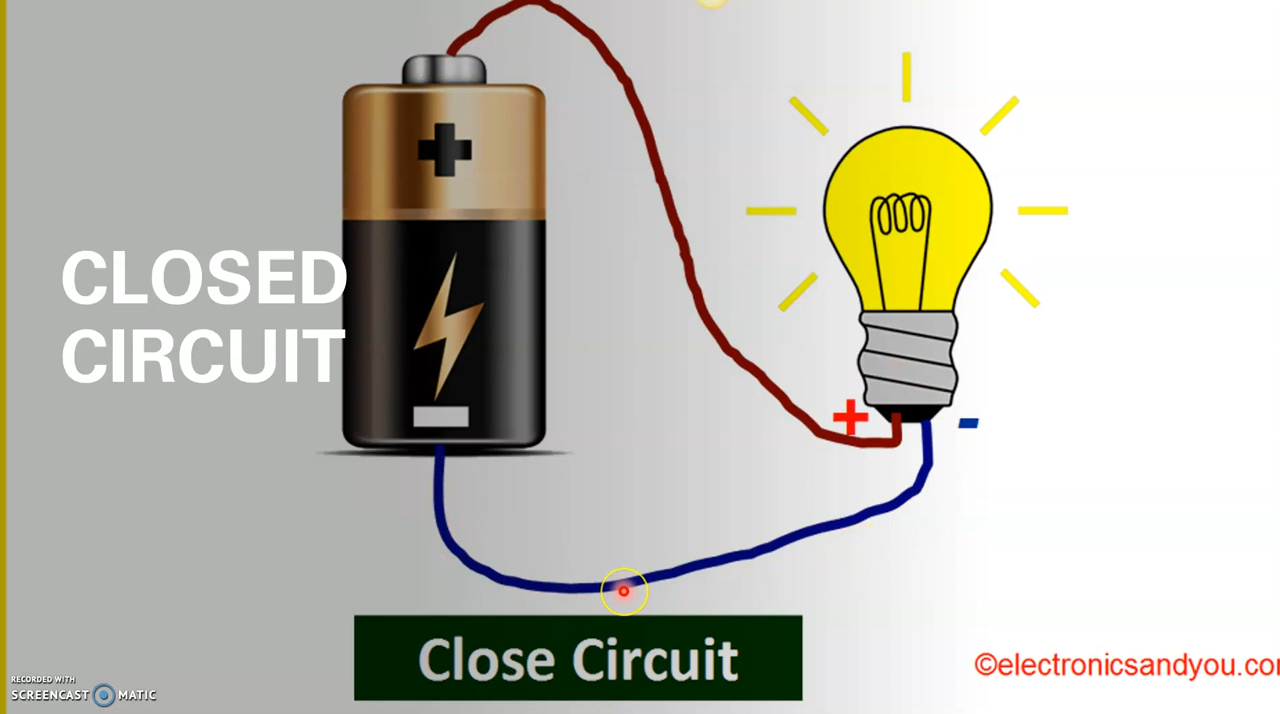 CLOSED
CIRCUIT
+
-
Close Circuit
©electronicsandyou.co
RECORDED WITH
SCREENCAST MATIC